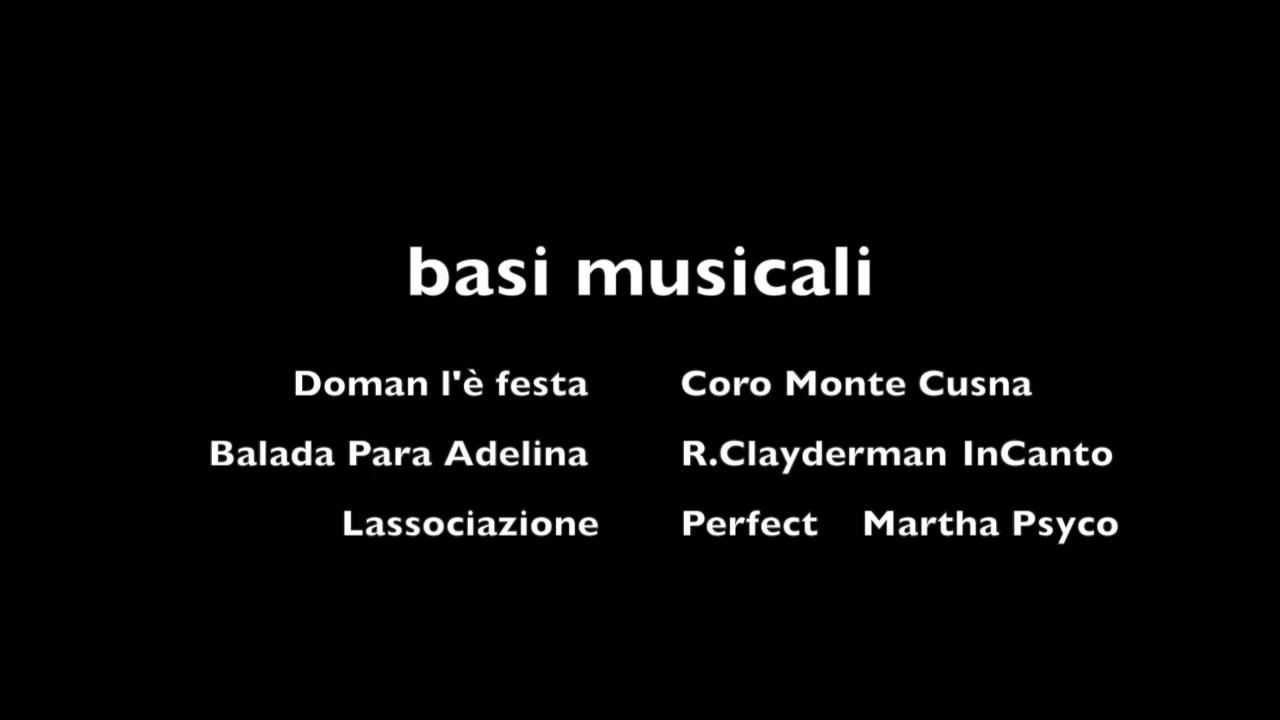 basi musicali
Doman l'è festa Coro Monte Cusna
Balada Para Adelina R.Clayderman InCanto
Lassociazione Perfect Martha Psyco